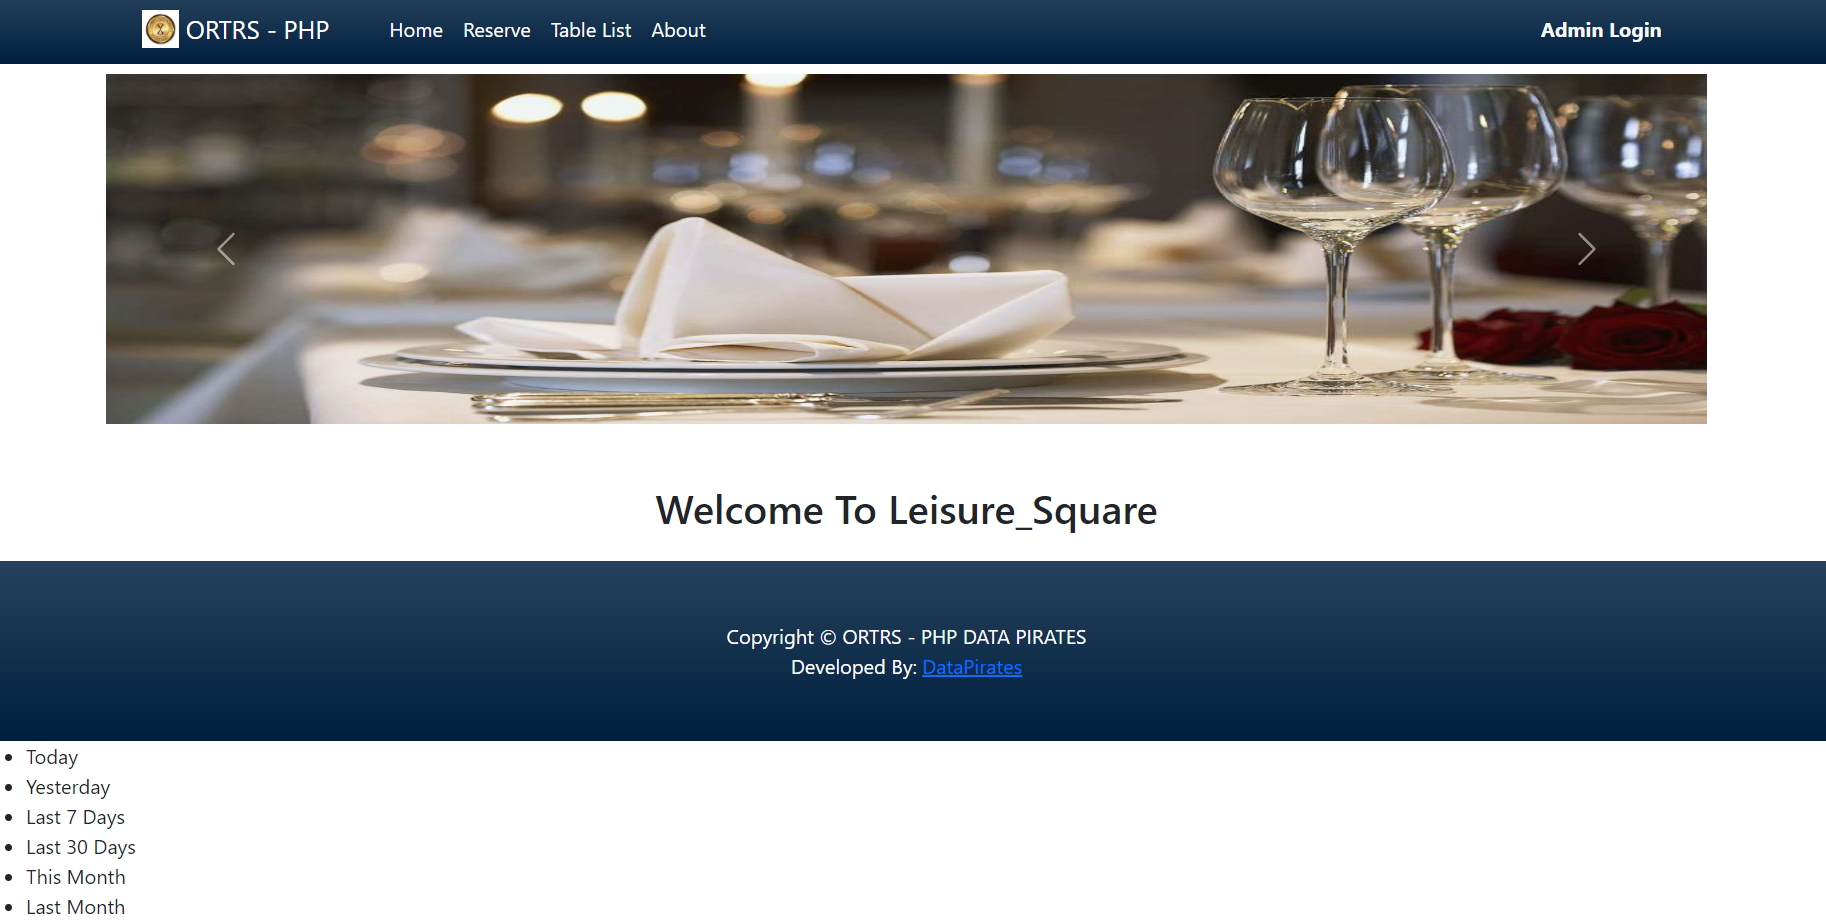 ORTRS - PHP Home Reserve Table List About Admin Login
Welcome To Leisure_Square
Copyright © ORTRS - PHP DATA PIRATES
Developed By: DataPirates
Today
Yesterday
Last 7 Days
Last 30 Days
This Month
Last Month